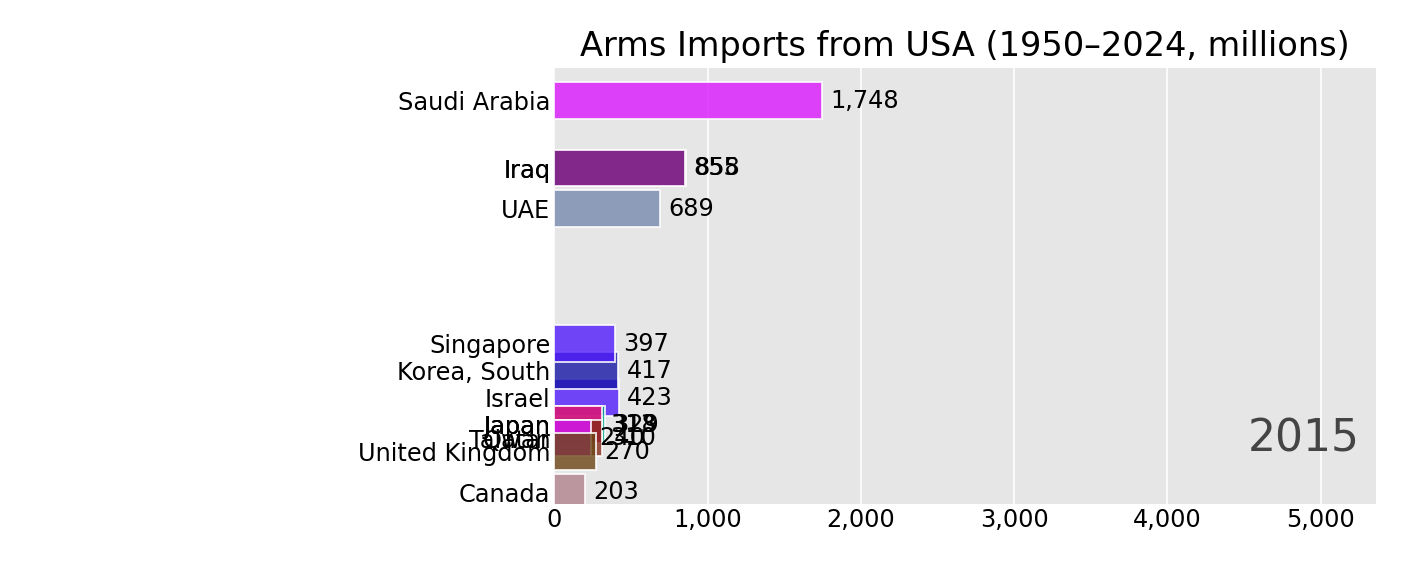 Arms Imports from USA (1950–2024, millions)
Saudi Arabia 1,748
Iraq
UAE 689
Singapore 397
Korea, South 417
Israel 423
Japan
United Kingdom 270
Canada 203
2015
0 1,000 2,000 3,000 4,000 5,000